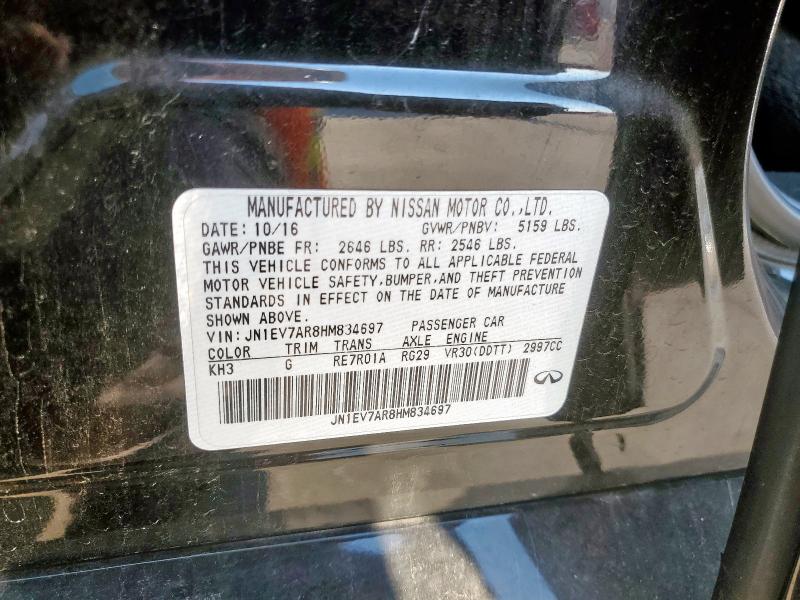 MANUFACTURED BY NISSAN MOTOR CO.,LTD.
DATE: 10/16 GVWR/PNBV: 5159 LBS.
GAWR/PNBE FR: 2646 LBS. RR: 2546 LBS.
THIS VEHICLE CONFORMS TO ALL APPLICABLE FEDERAL
MOTOR VEHICLE SAFETY,BUMPER,AND THEFT PREVENTION
STANDARDS IN EFFECT ON THE DATE OF MANUFACTURE
SHOWN ABOVE.
VIN: JN1EV7AR8HM834697 PASSENGER CAR
COLOR TRIM TRANS AXLE ENGINE
KH3 G RE7R01A RG29 VR30(DDTT) 2997CC
JN1EV7AR8HM834697